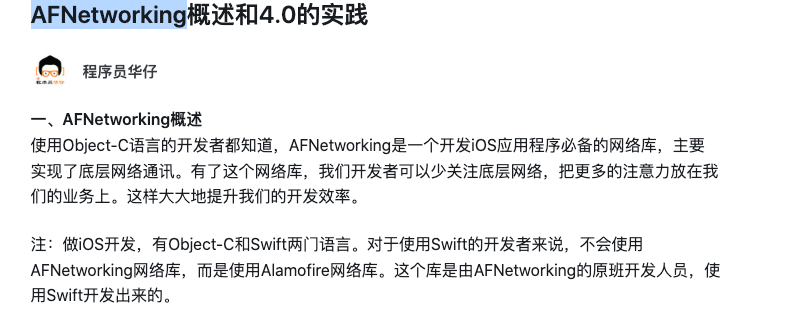 AFNetworking概述和4.0的实践
程序员华仔
一、AFNetworking概述
使用Object-C语言的开发者都知道，AFNetworking是一个开发iOS应用程序必备的网络库，主要
实现了底层网络通讯。有了这个网络库，我们开发者可以少关注底层网络，把更多的注意力放在我
们的业务上。这样大大地提升我们的开发效率。
注：做iOS开发，有Object-C和Swift两门语言。对于使用Swift的开发者来说，不会使用
AFNetworking网络库，而是使用Alamofire网络库。这个库是由AFNetworking的原班开发人员，使
用Swift开发出来的。